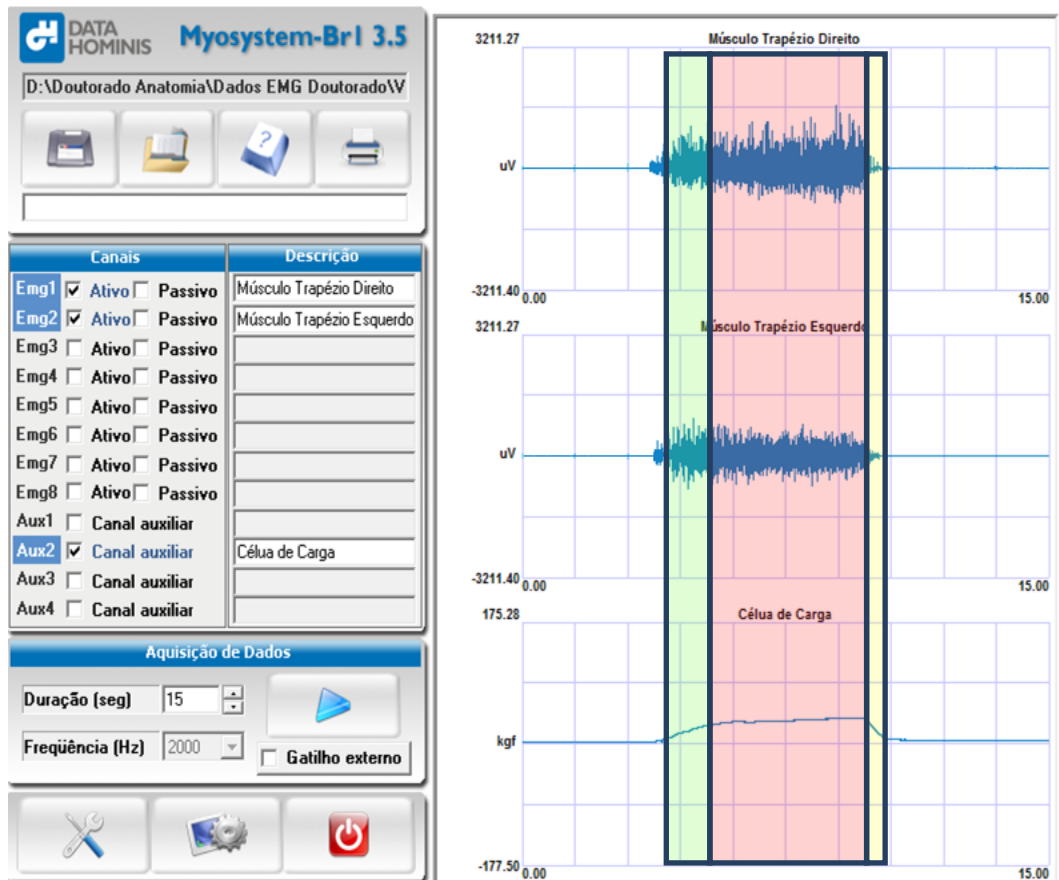 DATA
HOMINIS
Myosystem-Br1 3.5
D:\Doutorado Anatomia\Dados EMG Doutorado\V
Canais Descrição
Emg1 Ativo Passivo Músculo Trapézio Direito
Emg2 Ativo Passivo Músculo Trapézio Esquerdo
Emg3 Ativo Passivo
Emg4 Ativo Passivo
Emg5 Ativo Passivo
Emg6 Ativo Passivo
Emg7 Ativo Passivo
Emg8 Ativo Passivo
Aux1 Canal auxiliar
Aux2 Canal auxiliar Célua de Carga
Aux3 Canal auxiliar
Aux4 Canal auxiliar
Aquisição de Dados
Duração (seg) 15
Freqüência (Hz) 2000
Gatilho externo
3211.27 Músculo Trapézio Direito
uV
-3211.40 0.00 15.00
3211.27 Músculo Trapézio Esquerdo
uV
-3211.40 0.00 15.00
175.28 Célua de Carga
kgf
-177.50 0.00 15.00